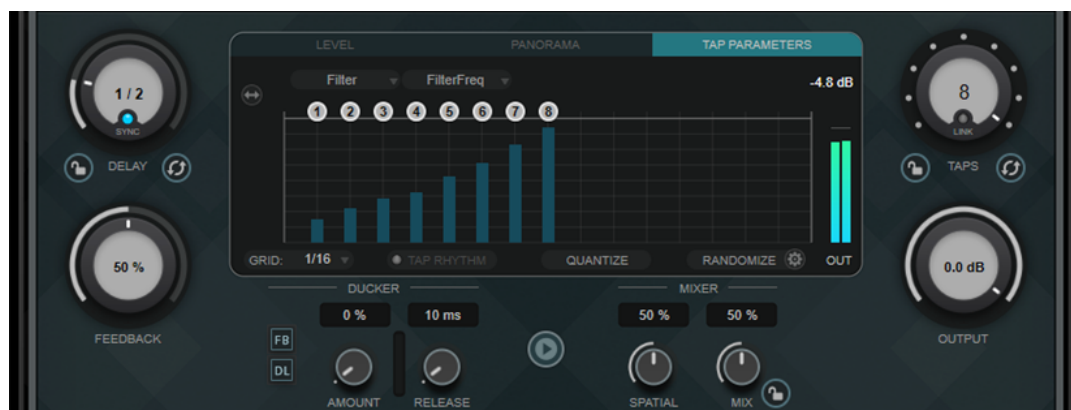 LEVEL PANORAMA TAP PARAMETERS
Filter FilterFreq -4.8 dB
1 2 3 4 5 6 7 8
1 / 2
SYNC
DELAY
8
LINK
TAPS
GRID: 1/16 TAP RHYTHM QUANTIZE RANDOMIZE OUT
50 %
FEEDBACK
0.0 dB
OUTPUT
DUCKER MIXER
0 % 10 ms 50 % 50 %
FB
DL
AMOUNT RELEASE SPATIAL MIX